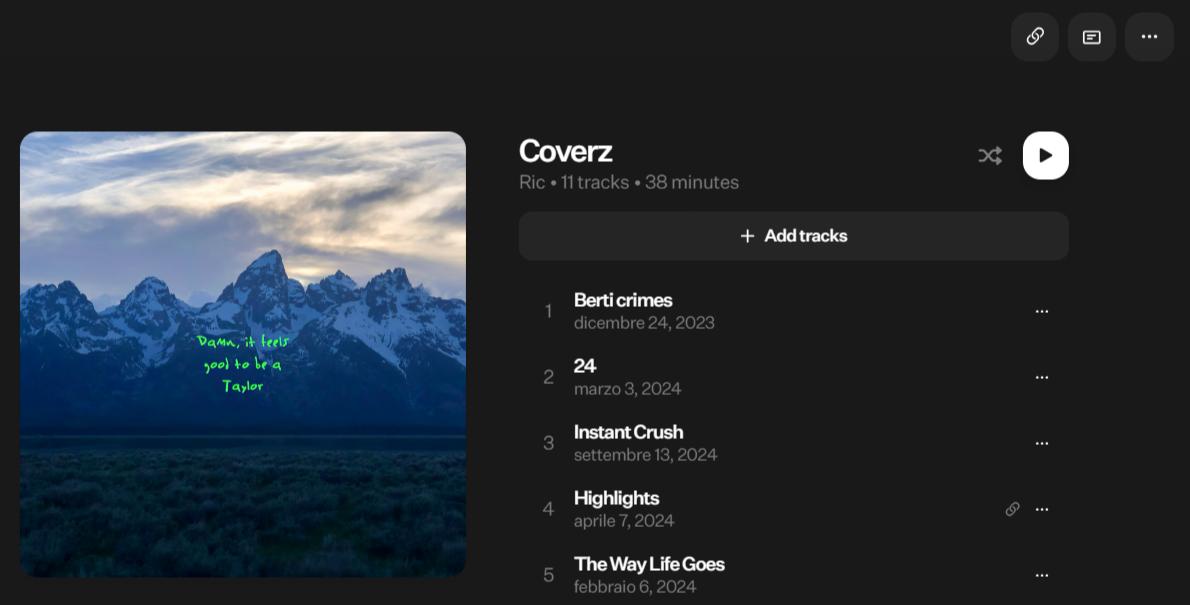 Coverz
Ric • 11 tracks • 38 minutes
+ Add tracks
Damn, it feels
good to be a
Taylor
1
Berti crimes
dicembre 24, 2023
2
24
marzo 3, 2024
3
Instant Crush
settembre 13, 2024
4
Highlights
aprile 7, 2024
5
The Way Life Goes
febbraio 6, 2024